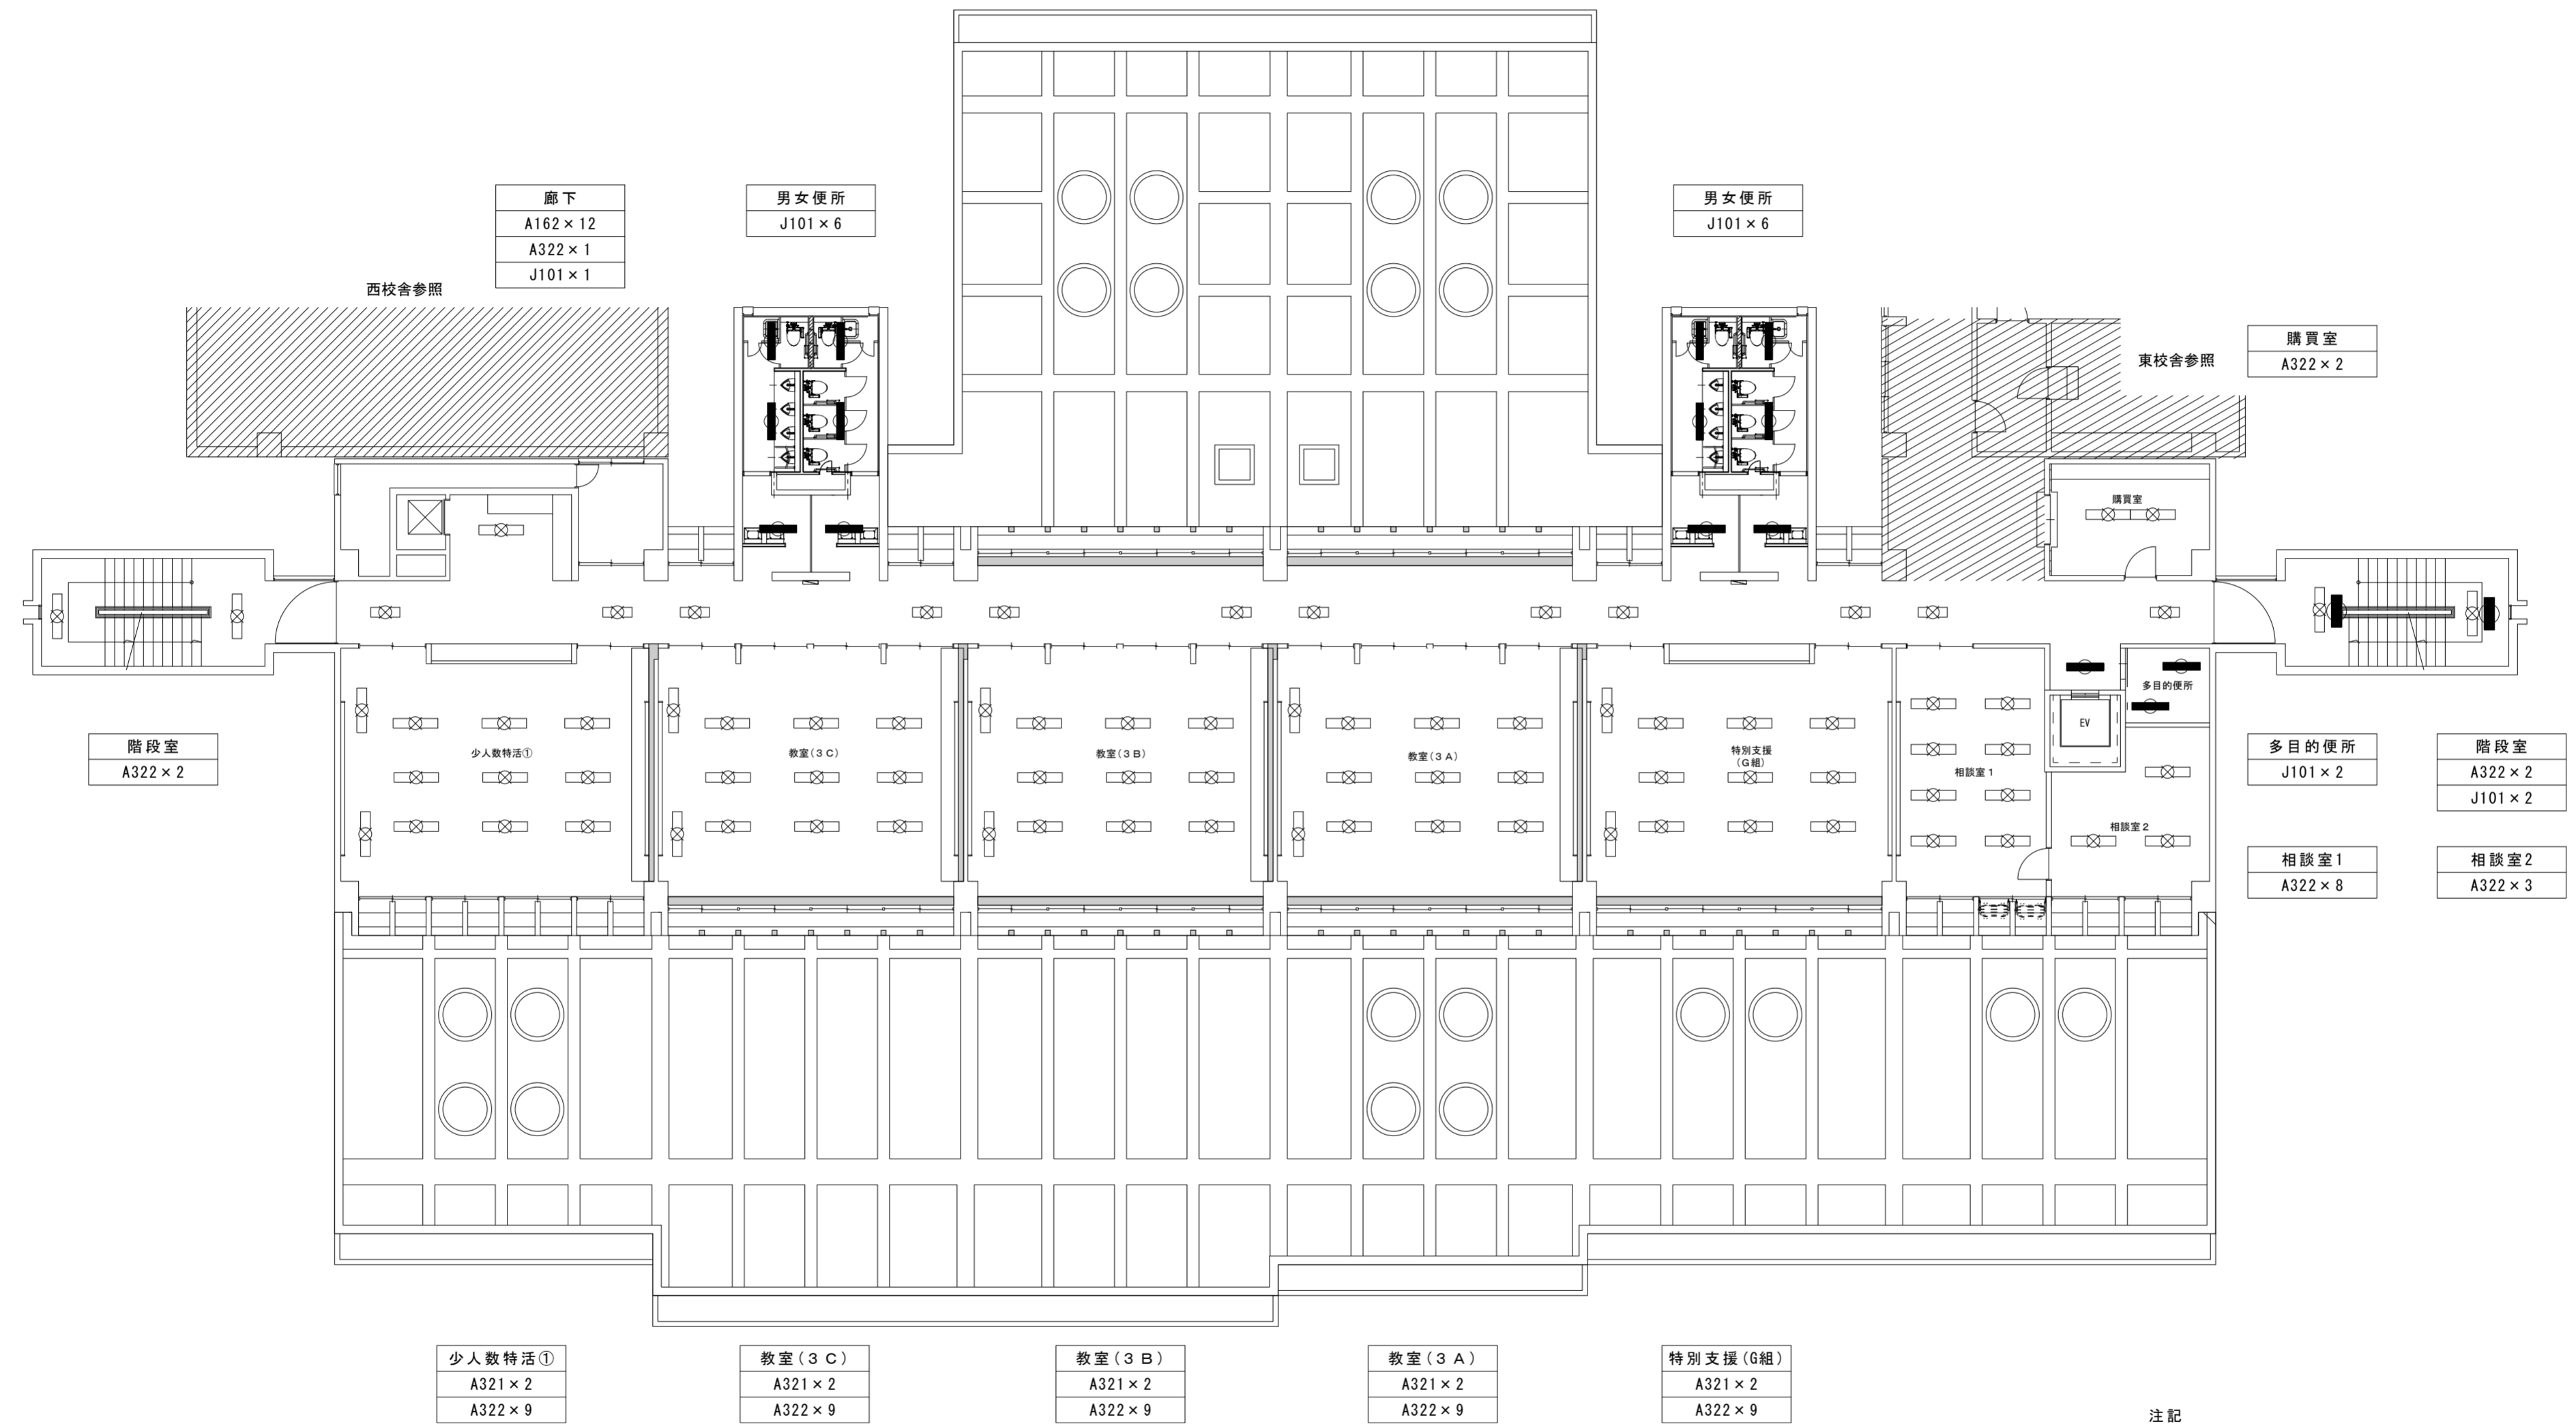 廊下
A162×12
A322×1
J101×1
男女便所
J101×6
男女便所
J101×6
西校舎参照
東校舎参照
購買室
A322×2
購買室
階段室
A322×2
少人数特活①
教室(３Ｃ)
教室(３Ｂ)
教室(３Ａ)
特別支援
(Ｇ組)
相談室１
EV
多目的便所
相談室２
多目的便所
J101×2
階段室
A322×2
J101×2
相談室1
A322×8
相談室2
A322×3
少人数特活①
A321×2
A322×9
教室(３Ｃ)
A321×2
A322×9
教室(３Ｂ)
A321×2
A322×9
教室(３Ａ)
A321×2
A322×9
特別支援(G組)
A321×2
A322×9
注記